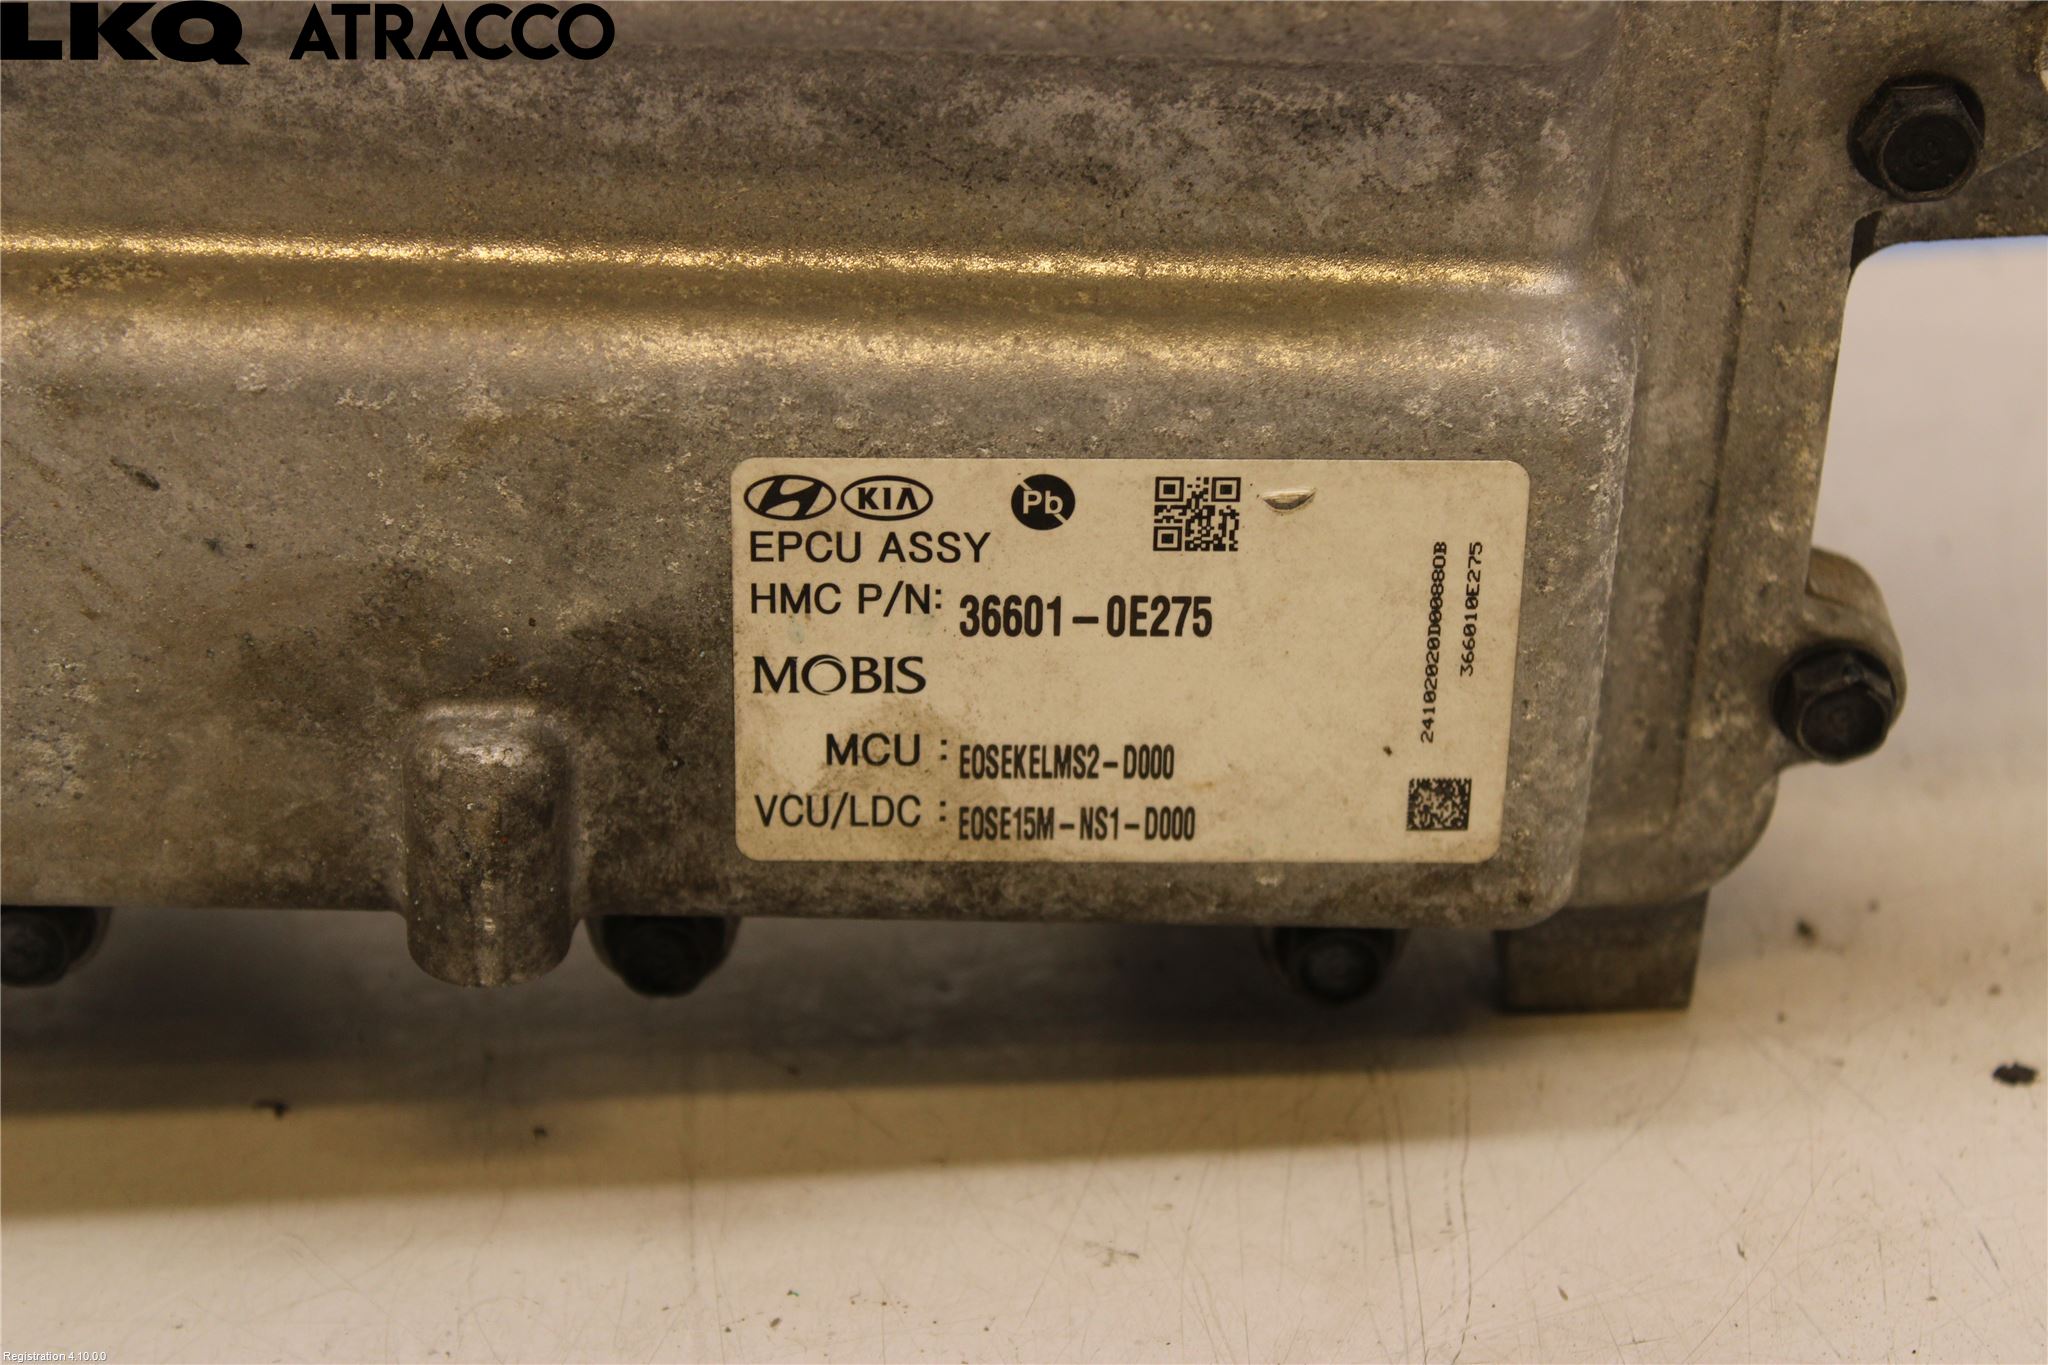 LKQ ATRACCO
KIA Pb
EPCU ASSY
HMC P/N: 36601-0E275
MOBIS
MCU : E0SEKELMS2-D000
VCU/LDC : E0SE15M-NS1-D000
2410202020D00880B
366010E275
Registration 4.10.0.0